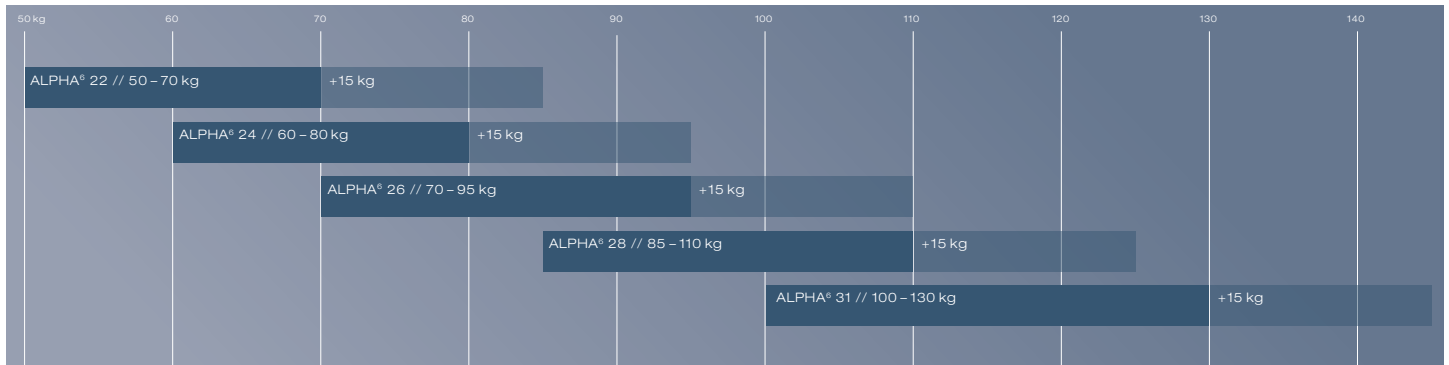 50 kg 60 70 80 90 100 110 120 130 140
ALPHA⁶ 22 // 50 – 70 kg +15 kg
ALPHA⁶ 24 // 60 – 80 kg +15 kg
ALPHA⁶ 26 // 70 – 95 kg +15 kg
ALPHA⁶ 28 // 85 – 110 kg +15 kg
ALPHA⁶ 31 // 100 – 130 kg +15 kg